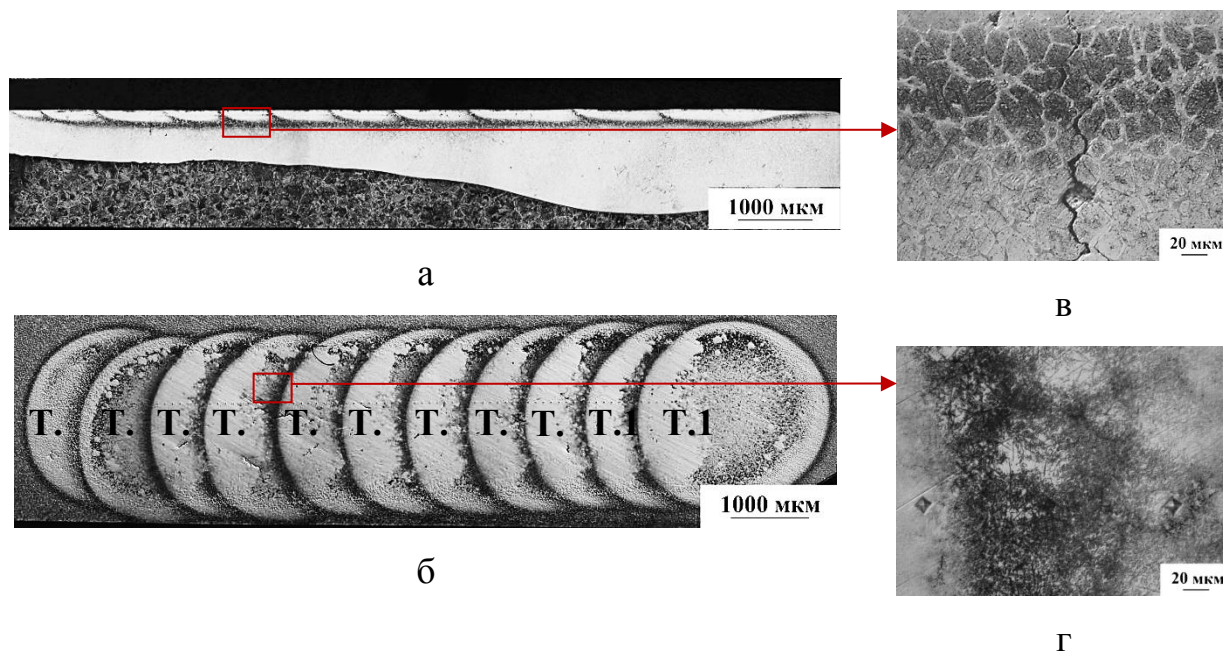 1000 мкм
20 мкм
а
в
Т. Т. Т. Т. Т. Т. Т. Т. Т. Т.1 Т.1
1000 мкм
20 мкм
б
г